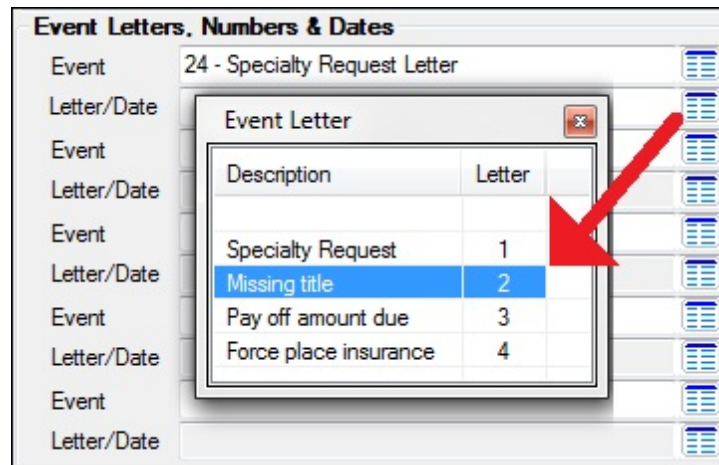 Event Letters, Numbers & Dates
Event 24 - Specialty Request Letter
Letter/Date
Event
Letter/Date
Event
Letter/Date
Event
Letter/Date
Event
Letter/Date
Event Letter
Description Letter
Specialty Request 1
Missing title 2
Pay off amount due 3
Force place insurance 4